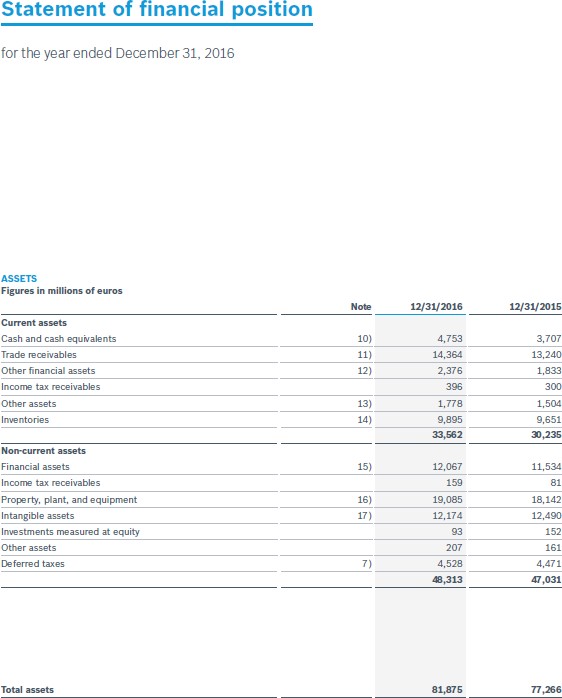 Statement of financial position
for the year ended December 31, 2016
ASSETS
Figures in millions of euros
Note 12/31/2016 12/31/2015
Current assets
Cash and cash equivalents 10) 4,753 3,707
Trade receivables 11) 14,364 13,240
Other financial assets 12) 2,376 1,833
Income tax receivables 396 300
Other assets 13) 1,778 1,504
Inventories 14) 9,895 9,651
33,562 30,235
Non-current assets
Financial assets 15) 12,067 11,534
Income tax receivables 159 81
Property, plant, and equipment 16) 19,085 18,142
Intangible assets 17) 12,174 12,490
Investments measured at equity 93 152
Other assets 207 161
Deferred taxes 7) 4,528 4,471
48,313 47,031
Total assets 81,875 77,266